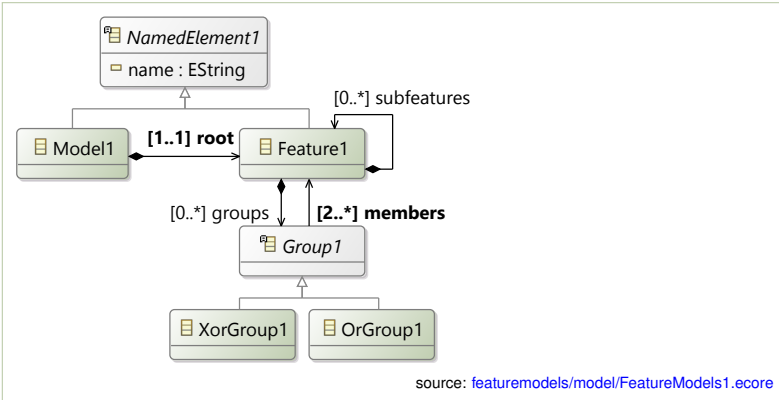 NamedElement1
name : EString
[0..*] subfeatures
Model1
[1..1] root
Feature1
[0..*] groups
[2..*] members
Group1
XorGroup1
OrGroup1
source: featuremodels/model/FeatureModels1.ecore